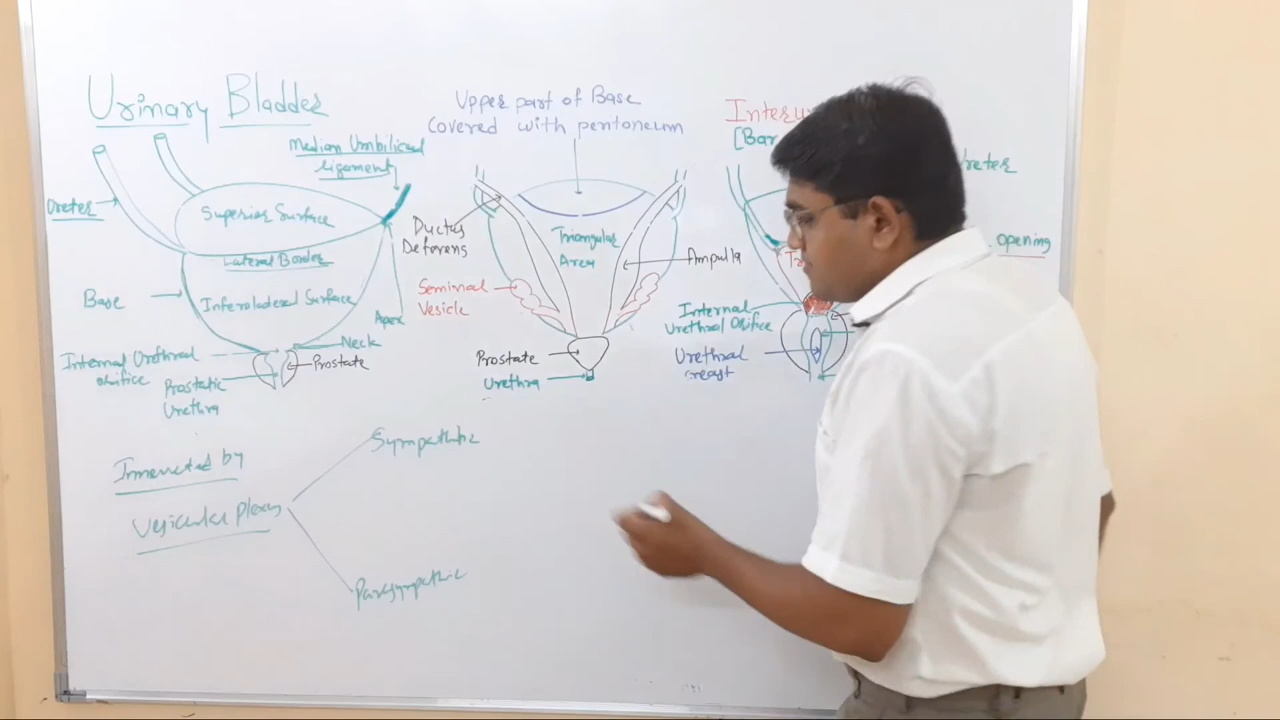 Urinary Bladder
Median Umbilical
ligament
Ureter
Superior Surface
Lateral Border
Base
Inferolateral Surface
Apex
Neck
Internal Urethral
Orifice
Prostate
Prostatic
Urethra
Upper part of Base
Covered with peritoneum
Ductus
Deferens
Triangular
Area
Ampulla
Seminal
Vesicle
Prostate
Urethra
opening
Internal
Urethral Orifice
Urethral
creast
Innervated by
Vesicular Plexus
Sympathetic
Parasympathetic